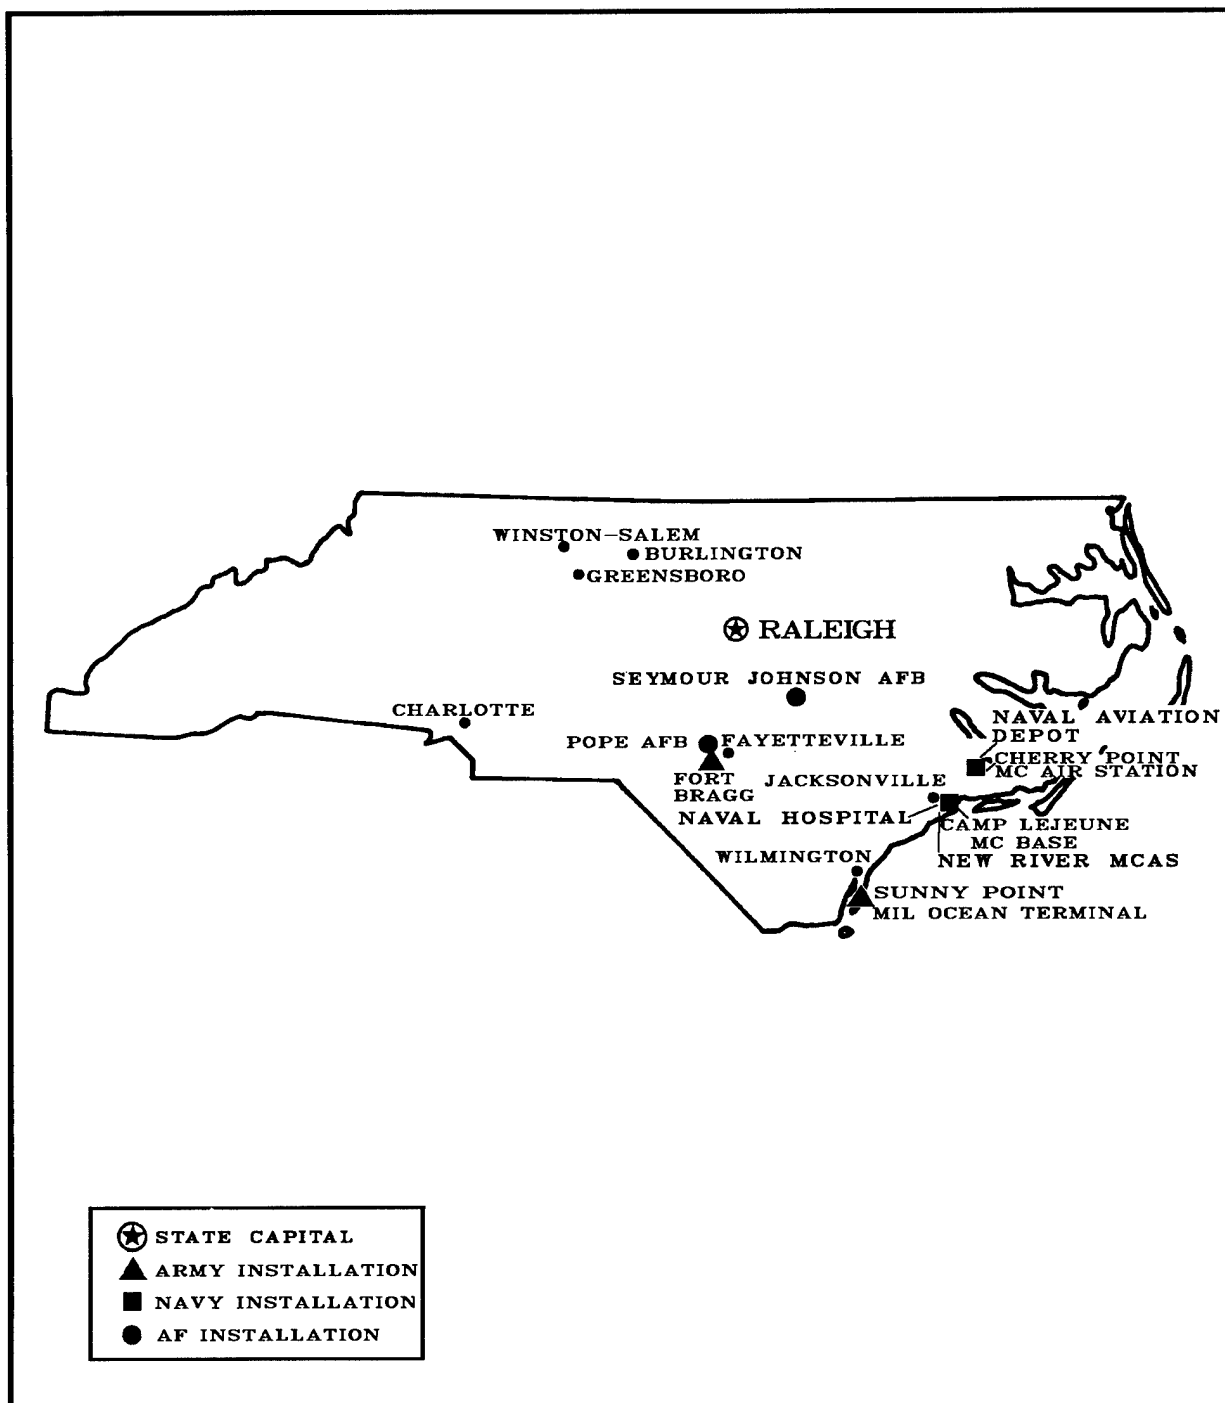 WINSTON-SALEM
BURLINGTON
GREENSBORO
RALEIGH
SEYMOUR JOHNSON AFB
CHARLOTTE
NAVAL AVIATION
DEPOT
POPE AFB
FAYETTEVILLE
CHERRY POINT
MC AIR STATION
FORT
BRAGG
JACKSONVILLE
NAVAL HOSPITAL
CAMP LEJEUNE
MC BASE
NEW RIVER MCAS
WILMINGTON
SUNNY POINT
MIL OCEAN TERMINAL
STATE CAPITAL
ARMY INSTALLATION
NAVY INSTALLATION
AF INSTALLATION